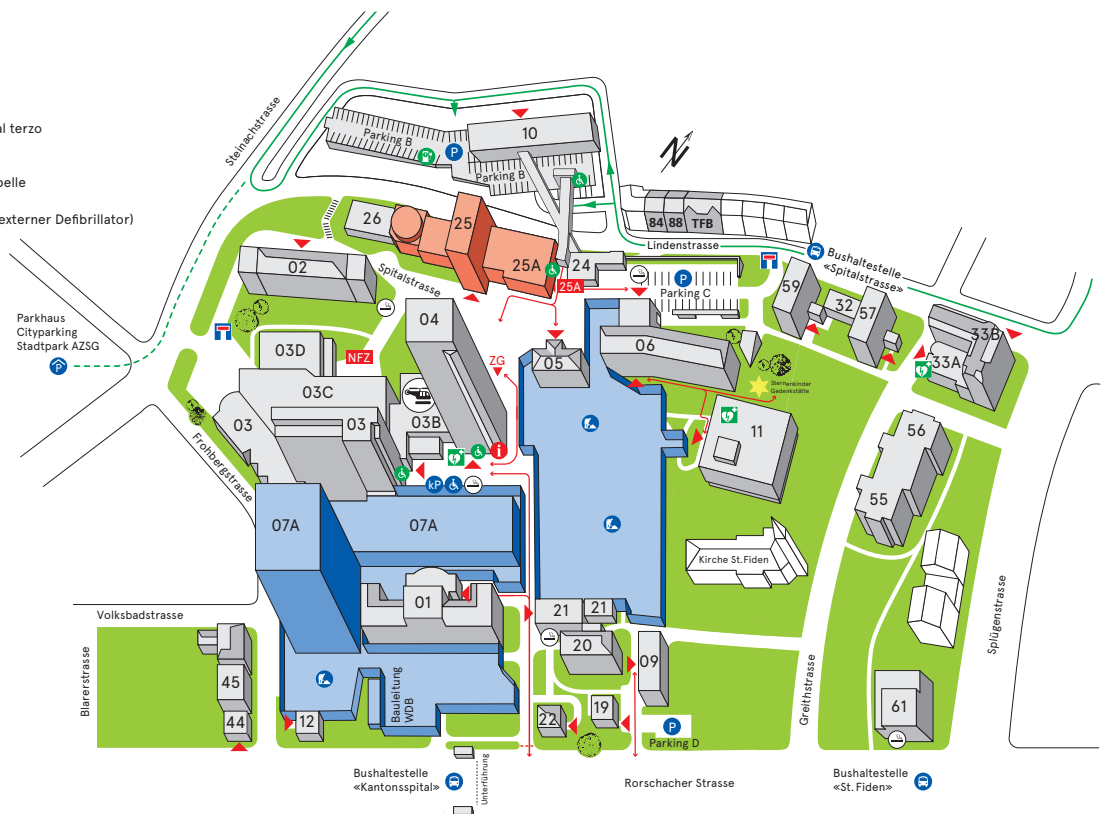 al terzo
pelle
externer Defibrillator)
Steinachstrasse
Parking B
P
10
Parking B
N
84
88
TFB
Lindenstrasse
Bushaltestelle
«Spitalstrasse»
26
25
25A
24
25A
P
Parking C
02
Spitalstrasse
59
32
57
33B
33A
Parkhaus
Cityparking
Stadtpark AZSG
P
04
NFZ
ZG
05
06
Sternenkinder
Gedenkstätte
03D
03C
03
03
03B
i
kP
11
56
55
Frohbergstrasse
07A
07A
Kirche St.Fiden
01
21
21
20
09
Volksbadstrasse
Blarerstrasse
45
44
12
Bauleitung
WDB
22
19
P
Parking D
61
Greithstrasse
Splügenstrasse
Unterführung
Bushaltestelle
«Kantonsspital»
Rorschacher Strasse
Bushaltestelle
«St. Fiden»